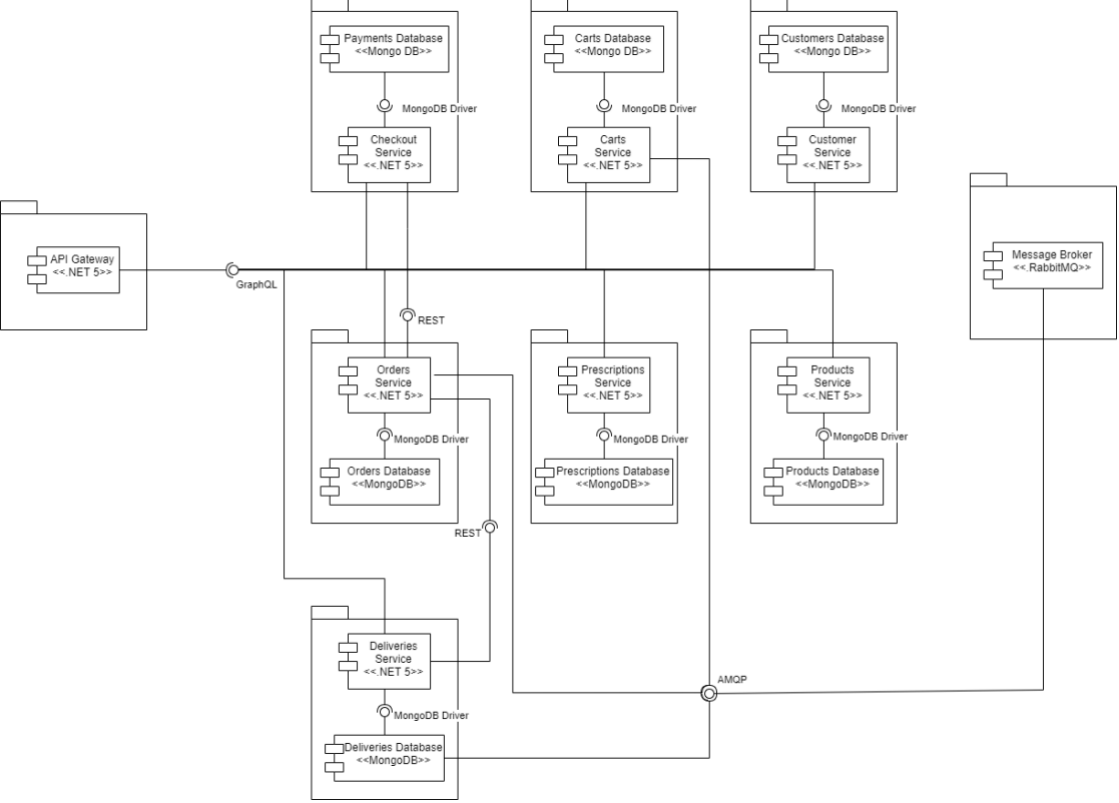 Payments Database
<<Mongo DB>>
MongoDB Driver
Checkout
Service
<<.NET 5>>
Carts Database
<<Mongo DB>>
MongoDB Driver
Carts
Service
<<.NET 5>>
Customers Database
<<Mongo DB>>
MongoDB Driver
Customer
Service
<<.NET 5>>
API Gateway
<<.NET 5>>
GraphQL
Message Broker
<<.RabbitMQ>>
REST
Orders
Service
<<.NET 5>>
MongoDB Driver
Orders Database
<<MongoDB>>
Prescriptions
Service
<<.NET 5>>
MongoDB Driver
Prescriptions Database
<<MongoDB>>
Products
Service
<<.NET 5>>
MongoDB Driver
Products Database
<<MongoDB>>
REST
Deliveries
Service
<<.NET 5>>
MongoDB Driver
Deliveries Database
<<MongoDB>>
AMQP